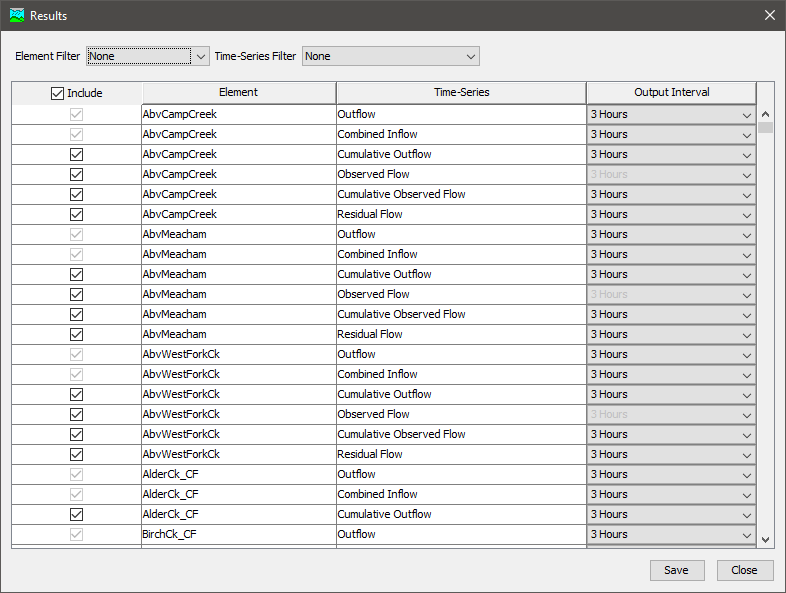 Results
Element Filter None Time-Series Filter None
Include Element Time-Series Output Interval
AbvCampCreek Outflow 3 Hours
AbvCampCreek Combined Inflow 3 Hours
AbvCampCreek Cumulative Outflow 3 Hours
AbvCampCreek Observed Flow 3 Hours
AbvCampCreek Cumulative Observed Flow 3 Hours
AbvCampCreek Residual Flow 3 Hours
AbvMeacham Outflow 3 Hours
AbvMeacham Combined Inflow 3 Hours
AbvMeacham Cumulative Outflow 3 Hours
AbvMeacham Observed Flow 3 Hours
AbvMeacham Cumulative Observed Flow 3 Hours
AbvMeacham Residual Flow 3 Hours
AbvWestForkCk Outflow 3 Hours
AbvWestForkCk Combined Inflow 3 Hours
AbvWestForkCk Cumulative Outflow 3 Hours
AbvWestForkCk Observed Flow 3 Hours
AbvWestForkCk Cumulative Observed Flow 3 Hours
AbvWestForkCk Residual Flow 3 Hours
AlderCk_CF Outflow 3 Hours
AlderCk_CF Combined Inflow 3 Hours
AlderCk_CF Cumulative Outflow 3 Hours
BirchCk_CF Outflow 3 Hours
Save Close